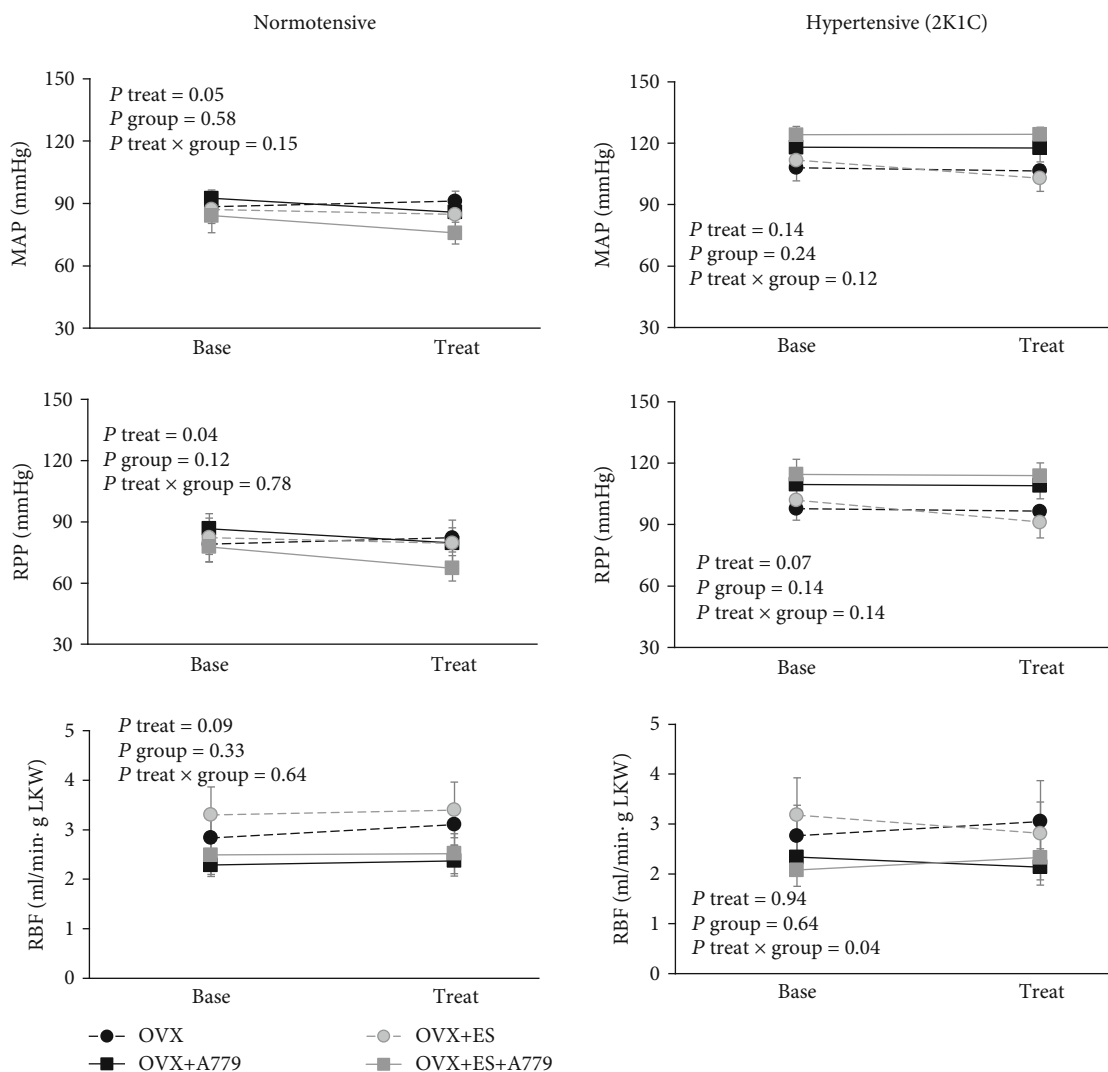 Normotensive
Hypertensive (2K1C)
150
120
90
60
30
MAP (mmHg)
P treat = 0.05
P group = 0.58
P treat × group = 0.15
Base
Treat
150
120
90
60
30
MAP (mmHg)
P treat = 0.14
P group = 0.24
P treat × group = 0.12
Base
Treat
150
120
90
60
30
RPP (mmHg)
P treat = 0.04
P group = 0.12
P treat × group = 0.78
Base
Treat
150
120
90
60
30
RPP (mmHg)
P treat = 0.07
P group = 0.14
P treat × group = 0.14
Base
Treat
5
4
3
2
1
0
RBF (ml/min· g LKW)
P treat = 0.09
P group = 0.33
P treat × group = 0.64
Base
Treat
5
4
3
2
1
0
RBF (ml/min· g LKW)
P treat = 0.94
P group = 0.64
P treat × group = 0.04
Base
Treat
OVX
OVX+ES
OVX+A779
OVX+ES+A779